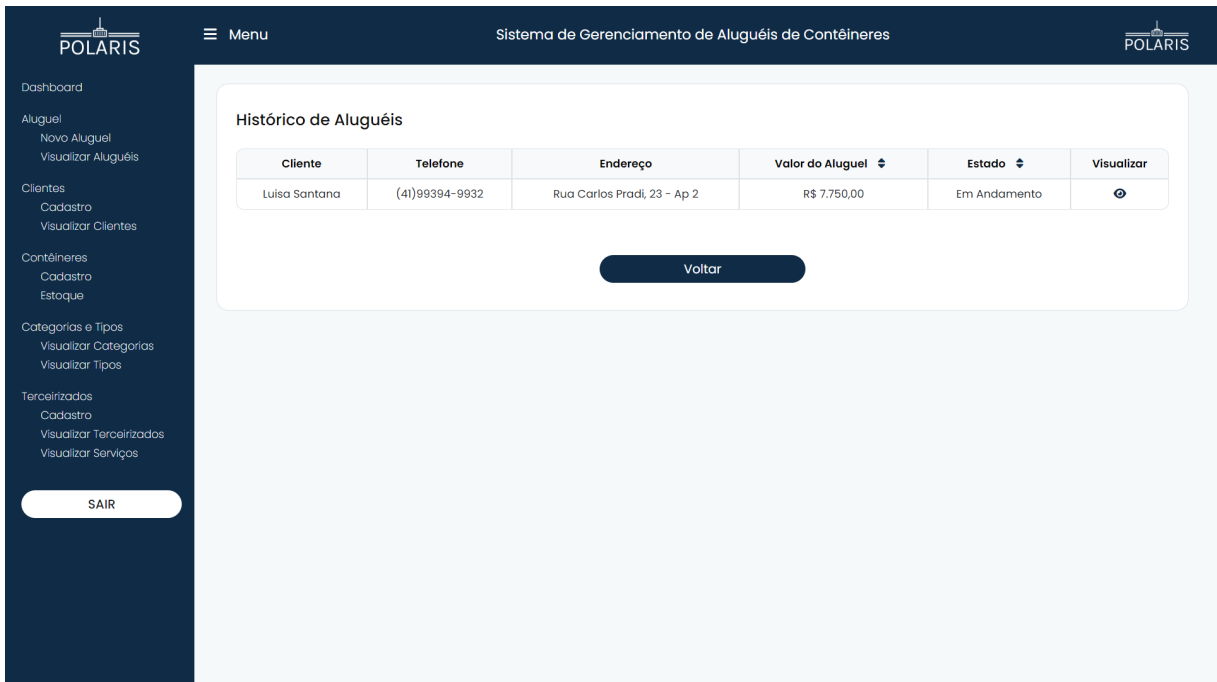 POLARIS
Menu
Sistema de Gerenciamento de Aluguéis de Contêineres
POLARIS
Dashboard
Aluguel
Novo Aluguel
Visualizar Aluguéis
Clientes
Cadastro
Visualizar Clientes
Contêineres
Cadastro
Estoque
Categorias e Tipos
Visualizar Categorias
Visualizar Tipos
Terceirizados
Cadastro
Visualizar Terceirizados
Visualizar Serviços
SAIR
Histórico de Aluguéis
Cliente Telefone Endereço Valor do Aluguel Estado Visualizar
Luisa Santana (41)99394-9932 Rua Carlos Pradi, 23 - Ap 2 R$ 7.750,00 Em Andamento
Voltar